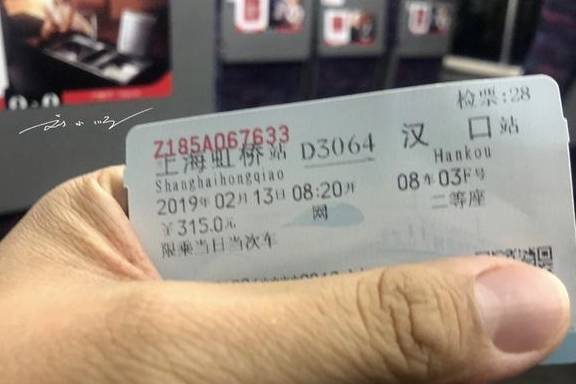 检票:28
Z185A067633
上海虹桥站 D3064 汉口站
Shanghaihongqiao Hankou
2019年02月13日08:20开 08车03F号
¥315.0元 网 二等座
限乘当日当次车